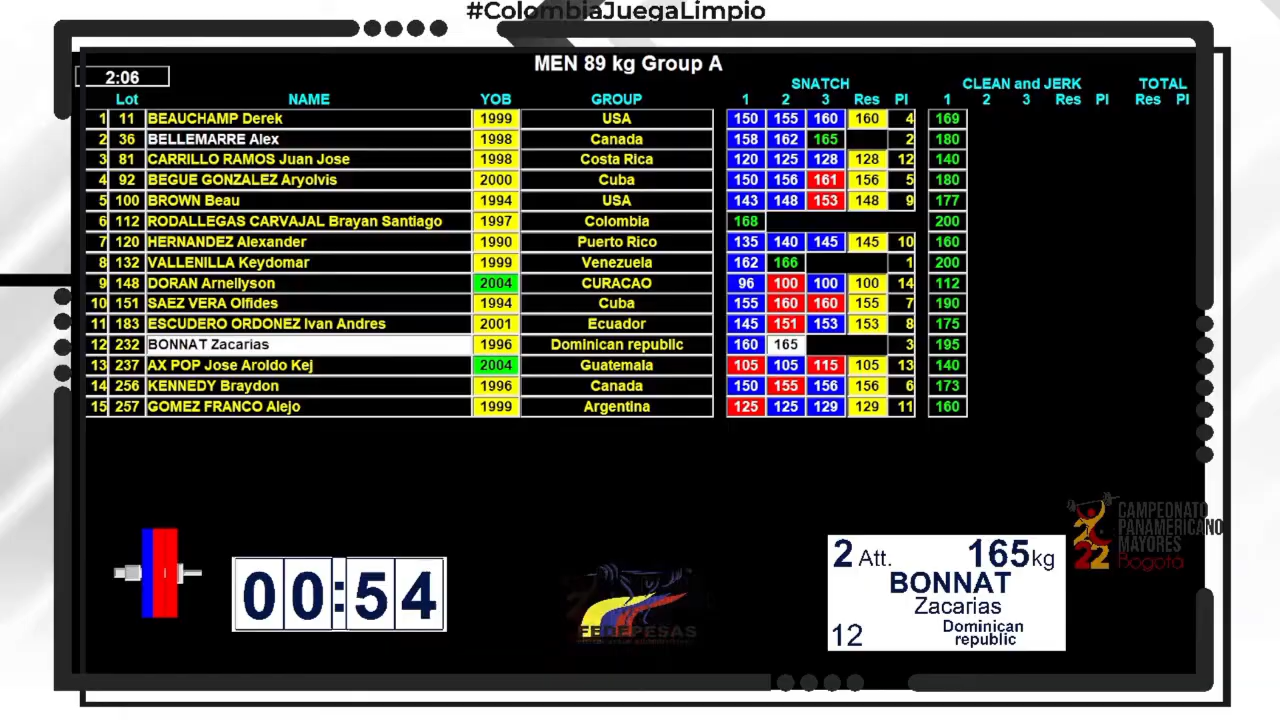 #ColombiaJuegaLimpio
MEN 89 kg Group A
2:06
SNATCH CLEAN and JERK TOTAL
Lot NAME YOB GROUP 1 2 3 Res Pl 1 2 3 Res Pl Res Pl
1 11 BEAUCHAMP Derek 1999 USA 150 155 160 160 4 169
2 36 BELLEMARRE Alex 1998 Canada 158 162 165 2 180
3 81 CARRILLO RAMOS Juan Jose 1998 Costa Rica 120 125 128 128 12 140
4 92 BEGUE GONZALEZ Aryolvis 2000 Cuba 150 156 161 156 5 180
5 100 BROWN Beau 1994 USA 143 148 153 148 9 177
6 112 RODALLEGAS CARVAJAL Brayan Santiago 1997 Colombia 168 200
7 120 HERNANDEZ Alexander 1990 Puerto Rico 135 140 145 145 10 160
8 132 VALLENILLA Keydomar 1999 Venezuela 162 166 1 200
9 148 DORAN Arnellyson 2004 CURACAO 96 100 100 100 14 112
10 151 SAEZ VERA Olfides 1994 Cuba 155 160 160 155 7 190
11 183 ESCUDERO ORDONEZ Ivan Andres 2001 Ecuador 145 151 153 153 8 175
12 232 BONNAT Zacarias 1996 Dominican republic 160 165 3 195
13 237 AX POP Jose Aroldo Kej 2004 Guatemala 105 105 115 105 13 140
14 256 KENNEDY Braydon 1996 Canada 150 155 156 156 6 173
15 257 GOMEZ FRANCO Alejo 1999 Argentina 125 125 129 129 11 160
00:54
FEDEPESAS
2 Att. 165kg
BONNAT
Zacarias
12 Dominican
republic
CAMPEONATO
PANAMERICANO
MAYORES
22 Bogotá